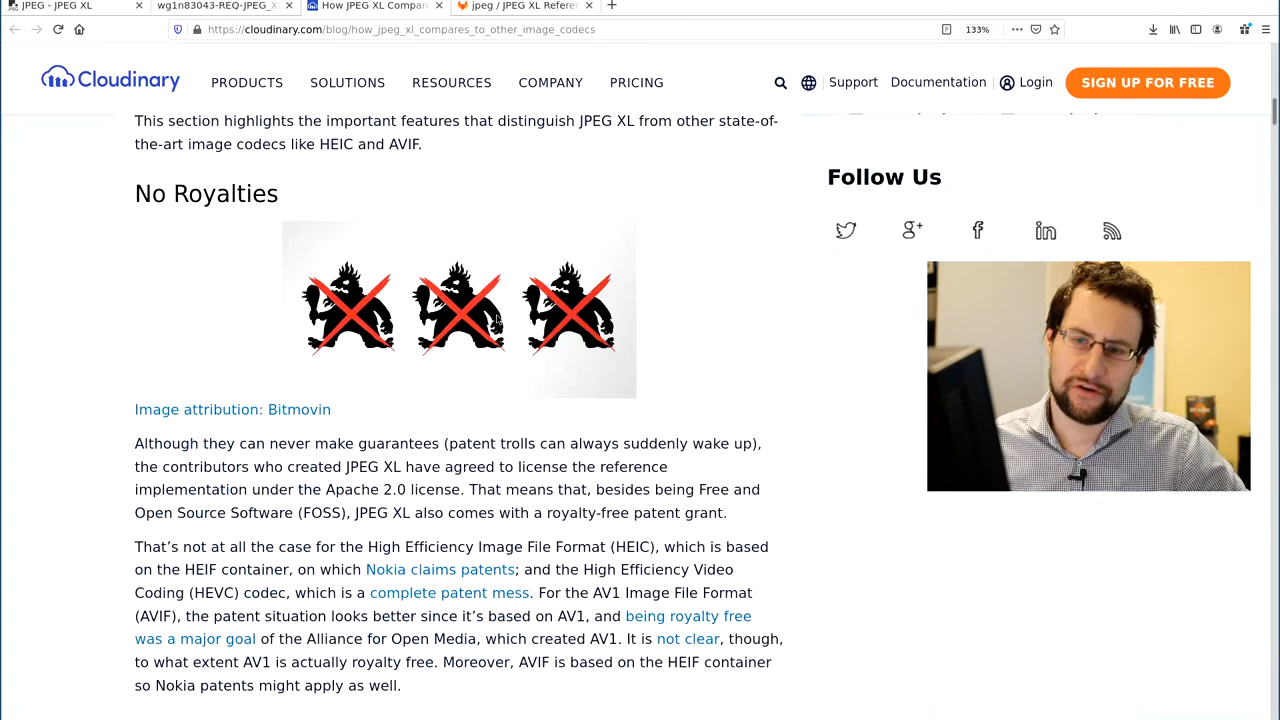 JPEG - JPEG XL
wg1n83043-REQ-JPEG_X
How JPEG XL Compar
jpeg / JPEG XL Refere
https://cloudinary.com/blog/how_jpeg_xl_compares_to_other_image_codecs
133%
Cloudinary
PRODUCTS
SOLUTIONS
RESOURCES
COMPANY
PRICING
Support
Documentation
Login
SIGN UP FOR FREE
This section highlights the important features that distinguish JPEG XL from other state-of-
the-art image codecs like HEIC and AVIF.
No Royalties
Image attribution: Bitmovin
Although they can never make guarantees (patent trolls can always suddenly wake up),
the contributors who created JPEG XL have agreed to license the reference
implementation under the Apache 2.0 license. That means that, besides being Free and
Open Source Software (FOSS), JPEG XL also comes with a royalty-free patent grant.
That’s not at all the case for the High Efficiency Image File Format (HEIC), which is based
on the HEIF container, on which Nokia claims patents; and the High Efficiency Video
Coding (HEVC) codec, which is a complete patent mess. For the AV1 Image File Format
(AVIF), the patent situation looks better since it’s based on AV1, and being royalty free
was a major goal of the Alliance for Open Media, which created AV1. It is not clear, though,
to what extent AV1 is actually royalty free. Moreover, AVIF is based on the HEIF container
so Nokia patents might apply as well.
Follow Us